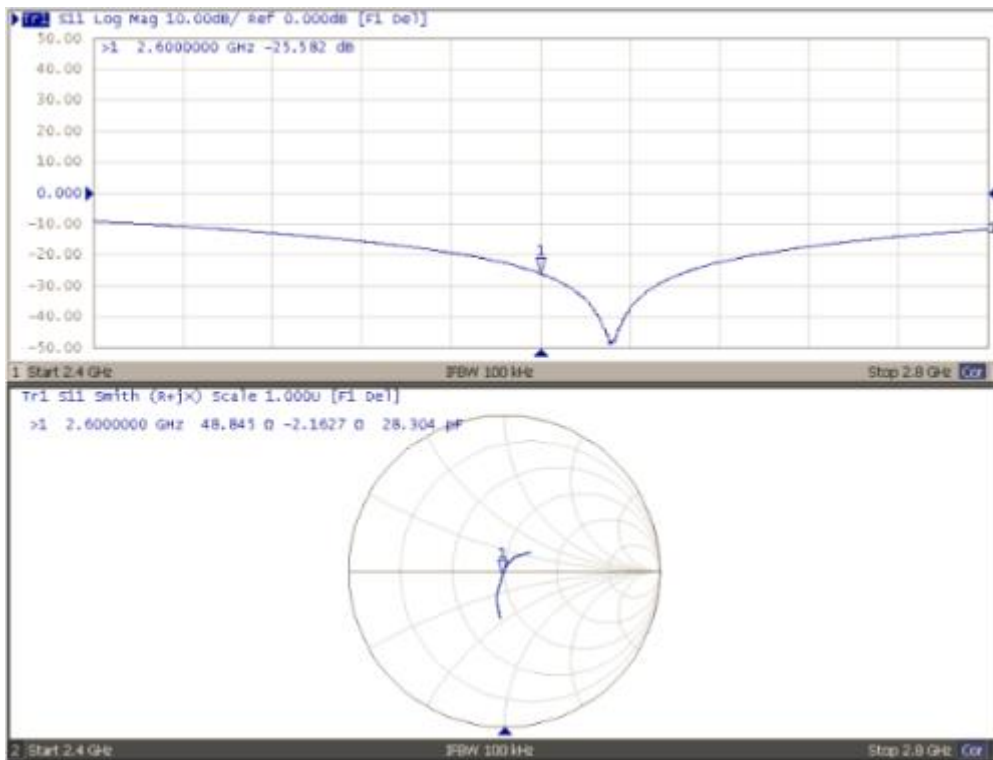 Tr1 S11 Log Mag 10.00dB/ Ref 0.000dB [F1 Del]
50.00
>1 2.6000000 GHz -25.582 dB
40.00
30.00
20.00
10.00
0.000
-10.00
-20.00
1
-30.00
-40.00
-50.00
1 Start 2.4 GHz IFBW 100 kHz Stop 2.8 GHz Cor
Tr1 S11 Smith (R+jX) Scale 1.000U [F1 Del]
>1 2.6000000 GHz 48.845 Ω -2.1627 Ω 28.304 pF
1
2 Start 2.4 GHz IFBW 100 kHz Stop 2.8 GHz Cor